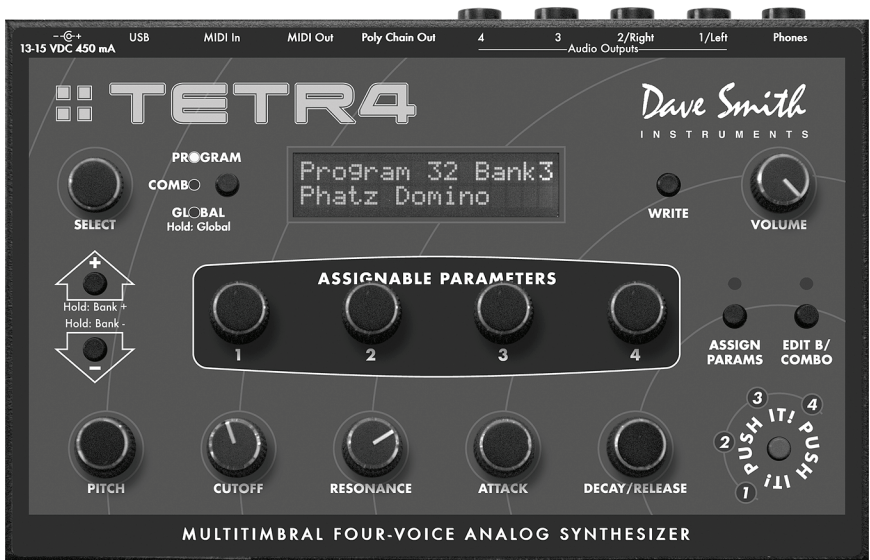 13-15 VDC 450 mA
USB
MIDI In
MIDI Out
Poly Chain Out
4
3
2/Right
1/Left
Phones
Audio Outputs
TETR4
Dave Smith
INSTRUMENTS
PROGRAM
COMBO
GLOBAL
Hold: Global
SELECT
Program 32 Bank3
Phatz Domino
WRITE
VOLUME
+
Hold: Bank +
Hold: Bank -
–
ASSIGNABLE PARAMETERS
1
2
3
4
ASSIGN PARAMS
EDIT B/ COMBO
PITCH
CUTOFF
RESONANCE
ATTACK
DECAY/RELEASE
1
2
3
4
PUSH IT! PUSH IT!
MULTITIMBRAL FOUR-VOICE ANALOG SYNTHESIZER